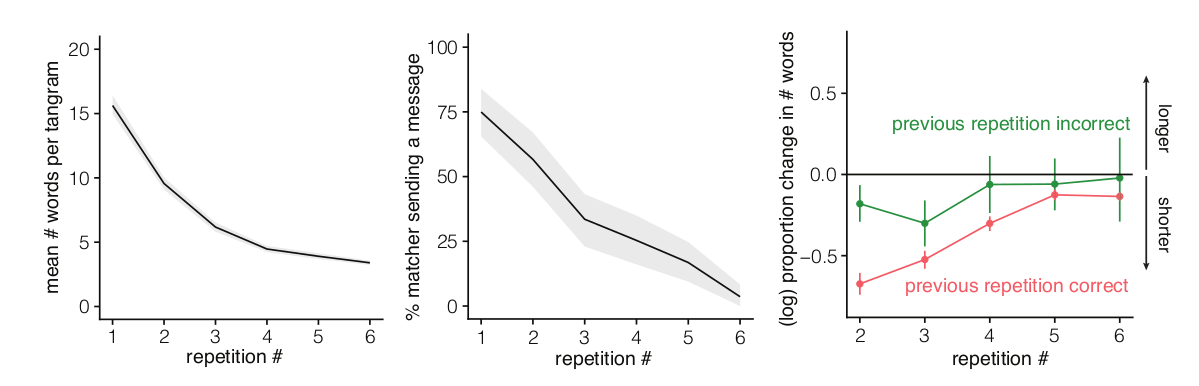 mean # words per tangram
20
15
10
5
0
1 2 3 4 5 6
repetition #
% matcher sending a message
100
75
50
25
0
1 2 3 4 5 6
repetition #
(log) proportion change in # words
0.5
0.0
−0.5
previous repetition incorrect
previous repetition correct
longer
shorter
2 3 4 5 6
repetition #